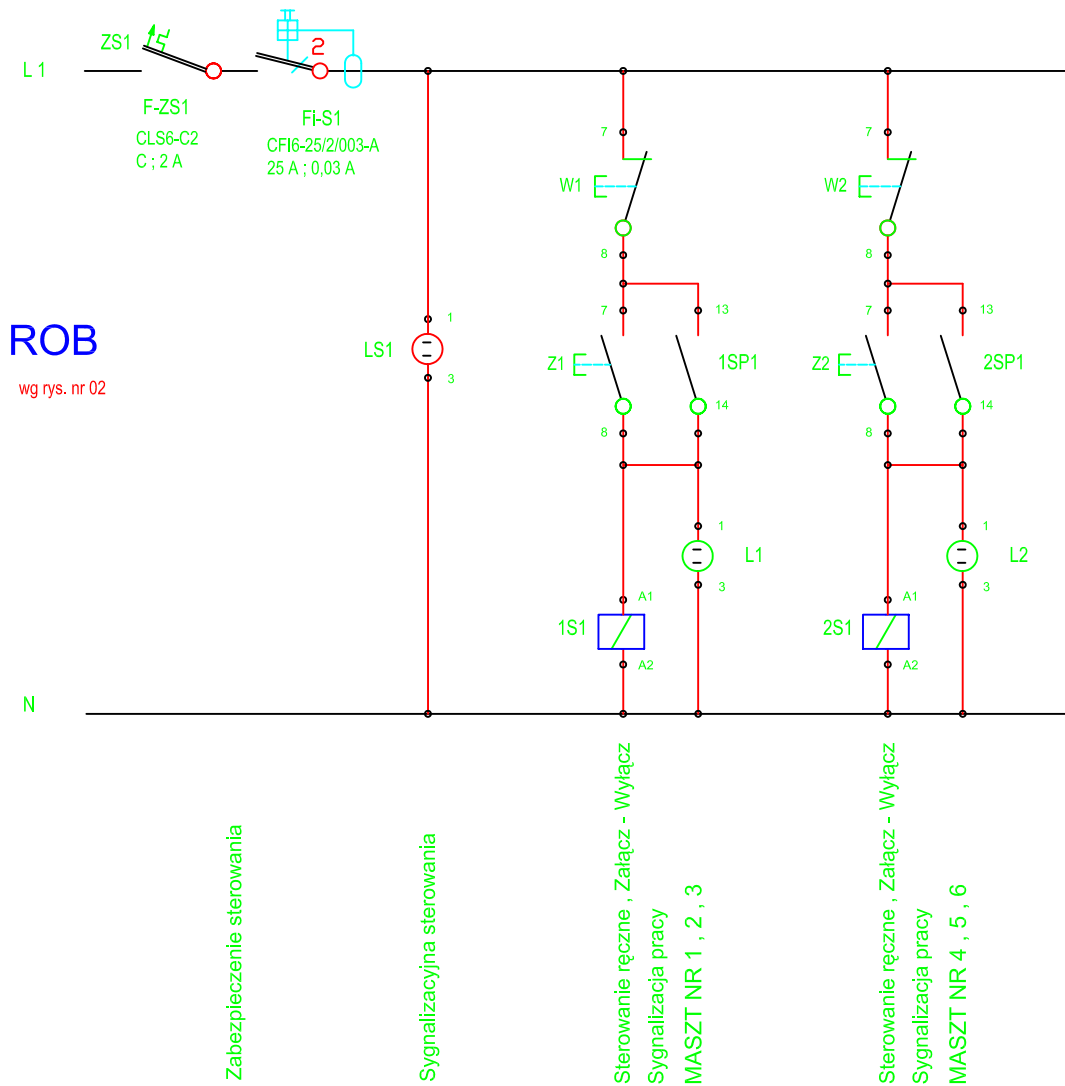 ZS1
2
L 1
F-ZS1
CLS6-C2
C ; 2 A
Fi-S1
CFI6-25/2/003-A
25 A ; 0,03 A
7
7
W1
W2
8
8
ROB
wg rys. nr 02
LS1
1
3
7
13
7
13
Z1
1SP1
Z2
2SP1
8
14
8
14
1
L1
3
1
L2
3
A1
1S1
A2
A1
2S1
A2
N
Zabezpieczenie sterowania
Sygnalizacyjna sterowania
Sterowanie ręczne , Załącz - Wyłącz
Sygnalizacja pracy
MASZT NR 1 , 2 , 3
Sterowanie ręczne , Załącz - Wyłącz
Sygnalizacja pracy
MASZT NR 4 , 5 , 6